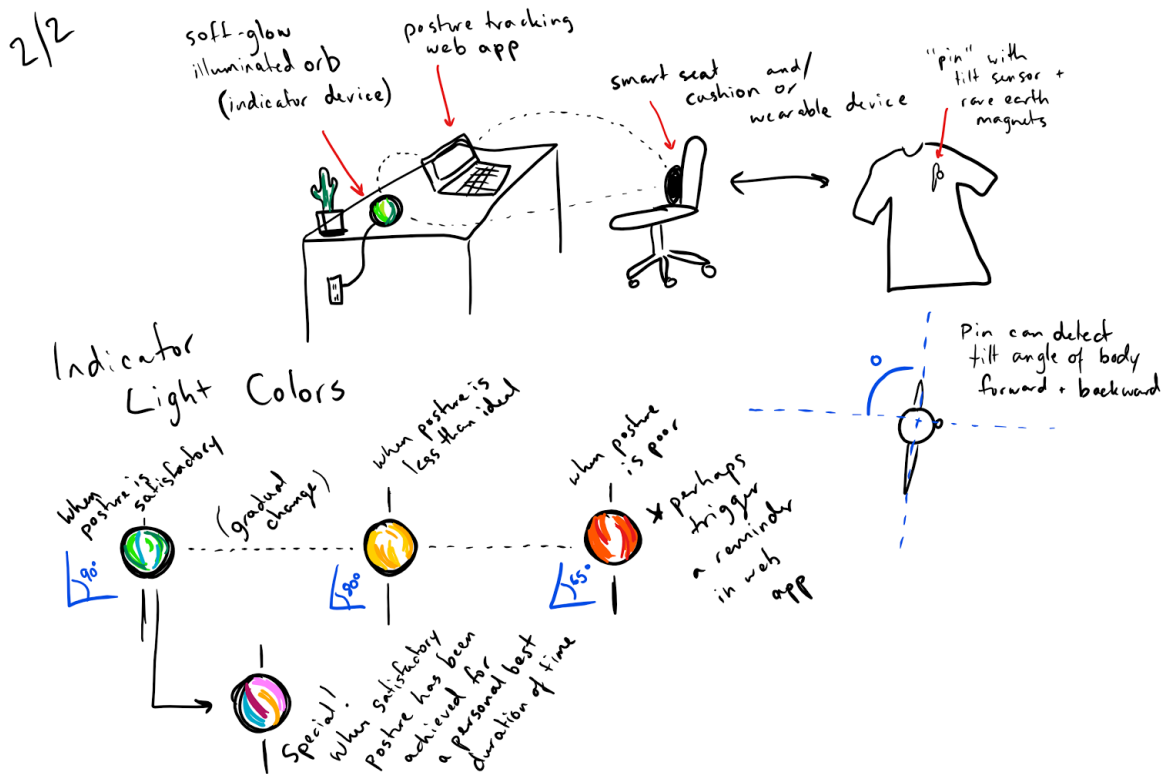 2/2
soft-glow
illuminated orb
(indicator device)
posture tracking
web app
smart seat and/
cushion or
wearable device
"pin" with
tilt sensor +
rare earth
magnets
Pin can detect
tilt angle of body
forward + backward
O
Indicator
Light Colors
when
posture is
satisfactory
90°
(gradual
change)
when posture is
less than ideal
80°
when posture
is poor
65°
* perhaps
trigger
a reminder
in web
app
Special!
when satisfactory
posture has been
achieved for
a personal best
duration of time